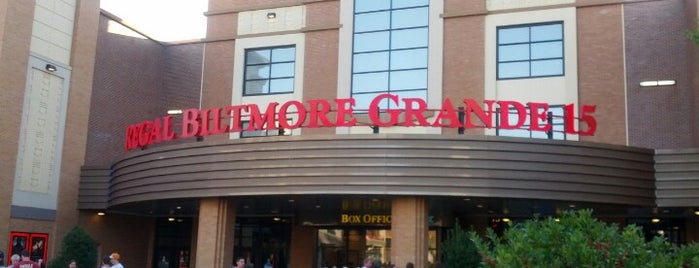 REGAL BILTMORE GRANDE 15
BOX OFFICE